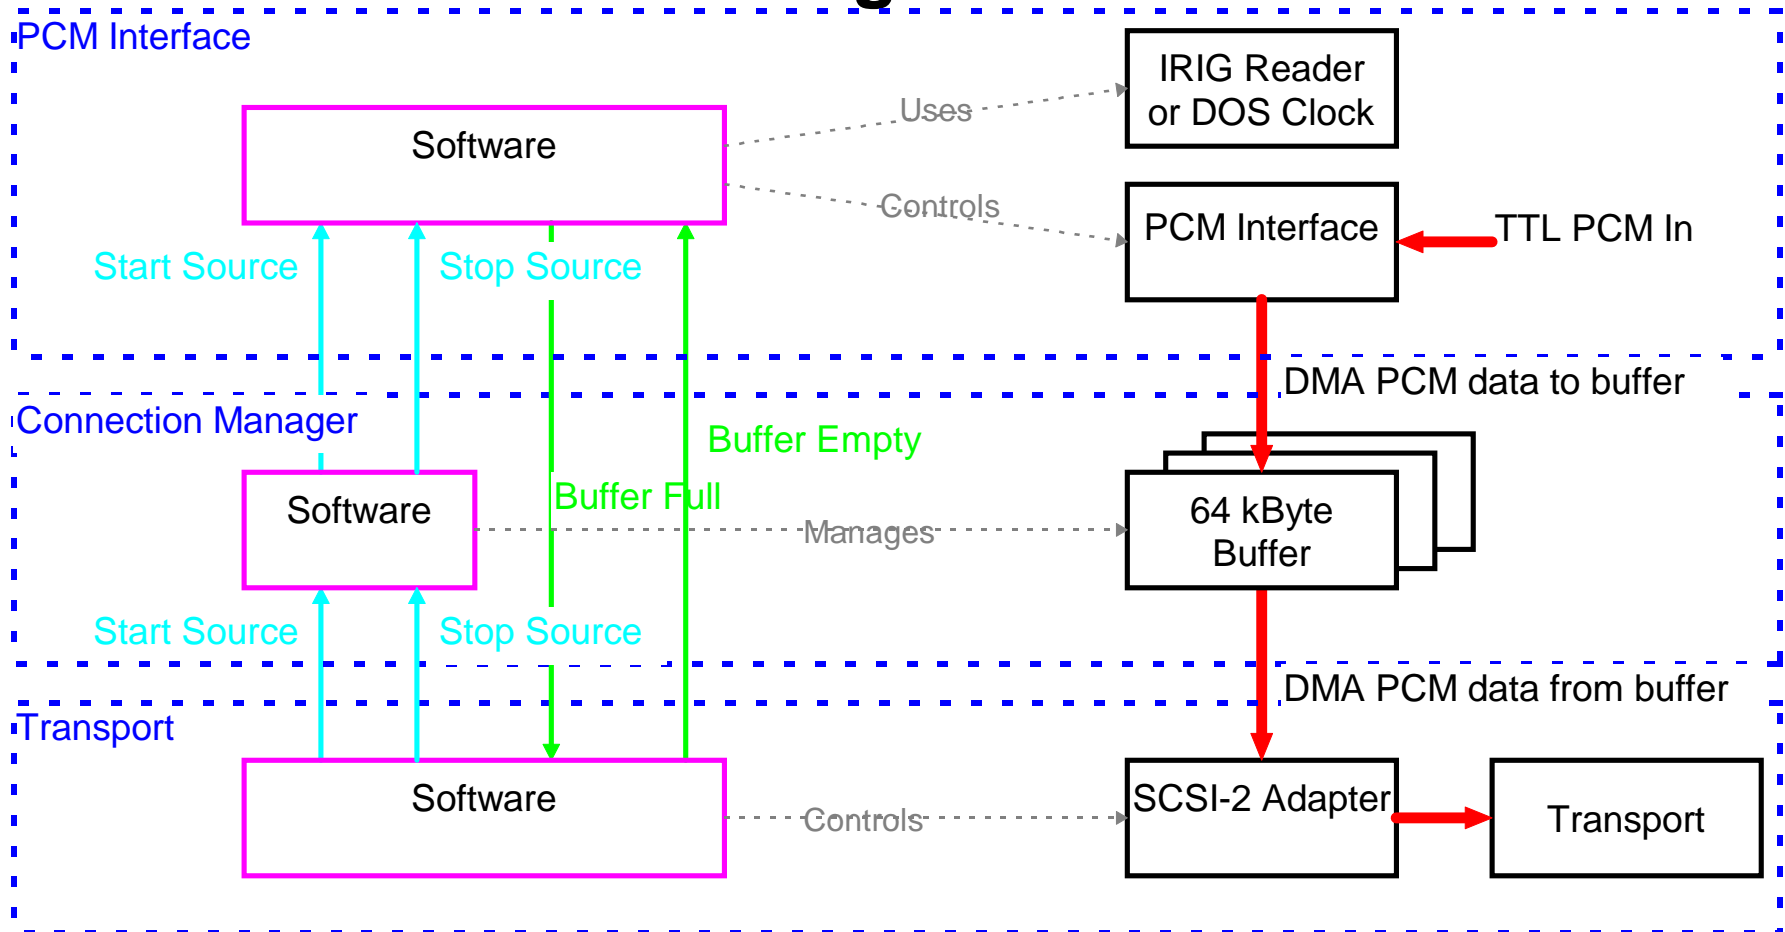 PCM Interface
IRIG Reader
or DOS Clock
Uses
Software
Controls
PCM Interface
TTL PCM In
Start Source
Stop Source
DMA PCM data to buffer
Connection Manager
Buffer Empty
Buffer Full
Software
Manages
64 kByte
Buffer
Start Source
Stop Source
DMA PCM data from buffer
Transport
Software
Controls
SCSI-2 Adapter
Transport